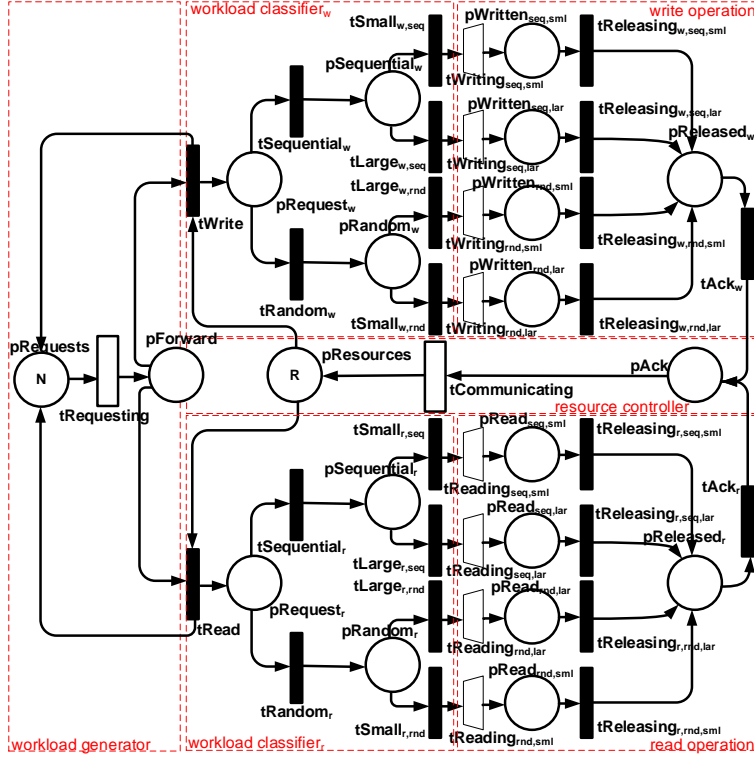 workload classifier_w
tSmall_w,seq
pWritten_seq,sml
write operation
tReleasing_w,seq,sml
pSequential_w
tWriting_seq,sml
pWritten_seq,lar
tReleasing_w,seq,lar
pReleased_w
tSequential_w
tLarge_w,seq
tWriting_seq,lar
tLarge_w,rnd
pWritten_rnd,sml
pRequest_w
tWrite
pRandom_w
tWriting_rnd,sml
tReleasing_w,rnd,sml
pWritten_rnd,lar
tAck_w
tRandom_w
tSmall_w,rnd
tWriting_rnd,lar
tReleasing_w,rnd,lar
pRequests
pForward
pResources
pAck
N
R
tRequesting
tCommunicating
resource controller
tSmall_r,seq
pRead_seq,sml
tReleasing_r,seq,sml
pSequential_r
tReading_seq,sml
tAck_r
pRead_seq,lar
tReleasing_r,seq,lar
pReleased_r
tSequential_r
tLarge_r,seq
tReading_seq,lar
tLarge_r,rnd
pRead_rnd,lar
pRequest_r
tRead
pRandom_r
tReading_rnd,lar
tReleasing_r,rnd,lar
pRead_rnd,sml
tRandom_r
tSmall_r,rnd
tReading_rnd,sml
tReleasing_r,rnd,sml
workload generator
workload classifier_r
read operation